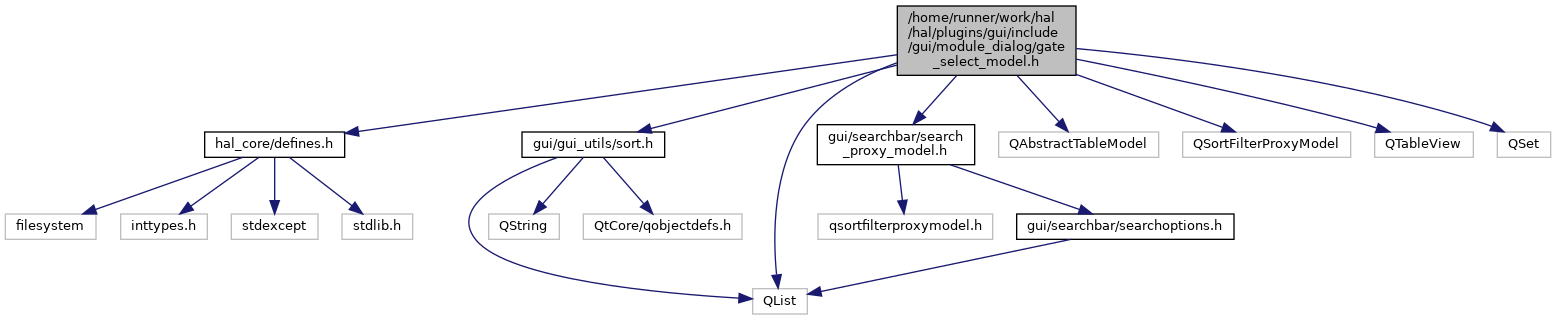 /home/runner/work/hal
/hal/plugins/gui/include
/gui/module_dialog/gate
_select_model.h
hal_core/defines.h
gui/gui_utils/sort.h
gui/searchbar/search
_proxy_model.h
QAbstractTableModel
QSortFilterProxyModel
QTableView
QSet
filesystem
inttypes.h
stdexcept
stdlib.h
QString
QtCore/qobjectdefs.h
qsortfilterproxymodel.h
gui/searchbar/searchoptions.h
QList